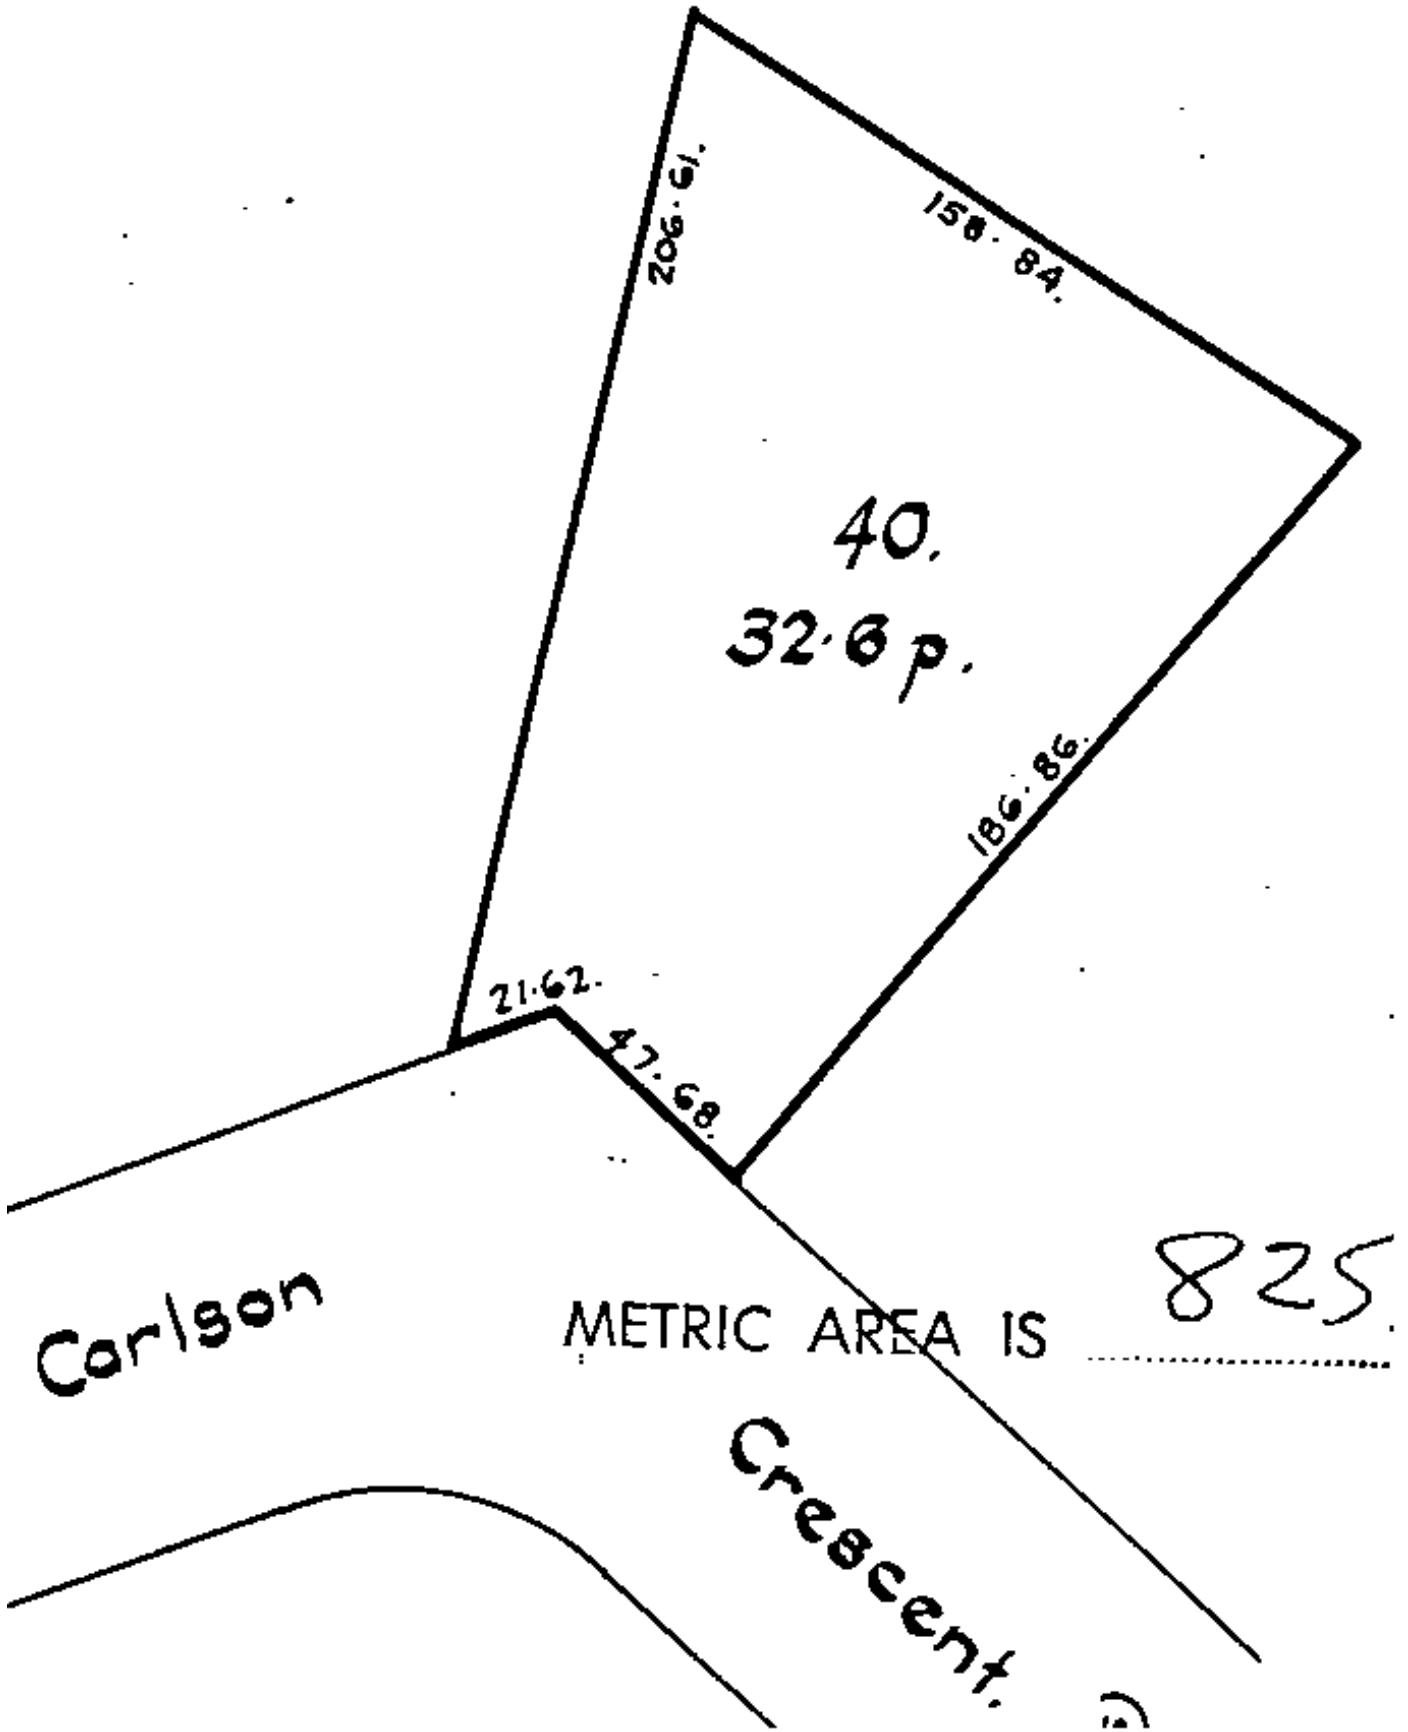 206·61.
158·84.
40.
32·6 p.
186·86.
21·62.
47·68.
Carlson
METRIC AREA IS 825
Crescent.